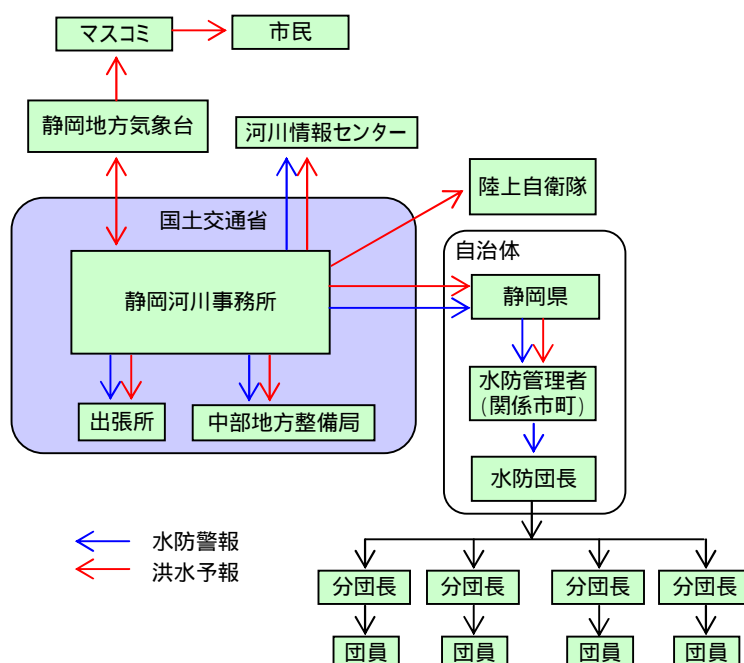 マスコミ
市民
静岡地方気象台
河川情報センター
陸上自衛隊
国土交通省
自治体
静岡河川事務所
静岡県
水防管理者
(関係市町)
出張所
中部地方整備局
水防団長
水防警報
洪水予報
分団長
分団長
分団長
分団長
団員
団員
団員
団員